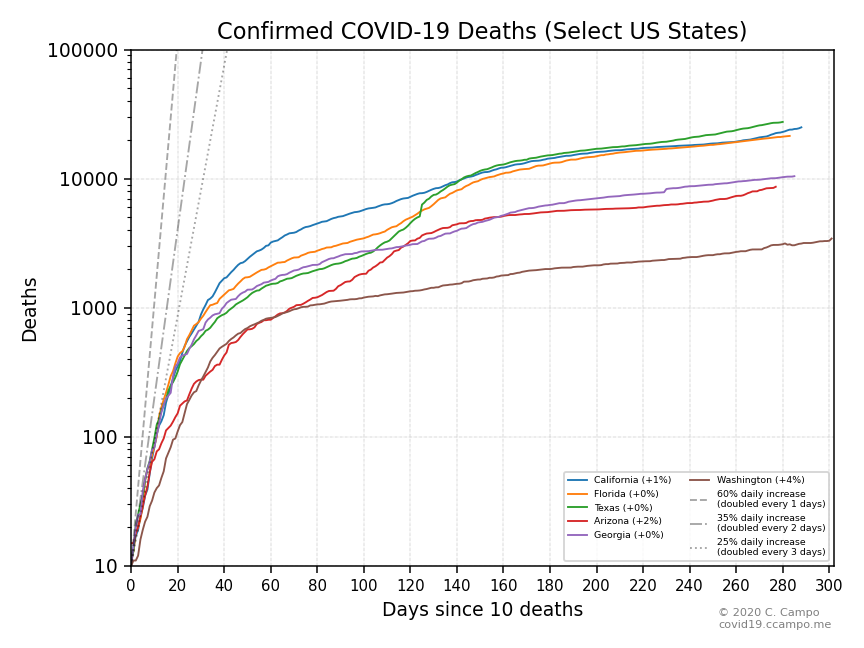 Confirmed COVID-19 Deaths (Select US States)
100000
10000
1000
100
10
Deaths
0 20 40 60 80 100 120 140 160 180 200 220 240 260 280 300
Days since 10 deaths
California (+1%)
Florida (+0%)
Texas (+0%)
Arizona (+2%)
Georgia (+0%)
Washington (+4%)
60% daily increase
(doubled every 1 days)
35% daily increase
(doubled every 2 days)
25% daily increase
(doubled every 3 days)
© 2020 C. Campo
covid19.ccampo.me